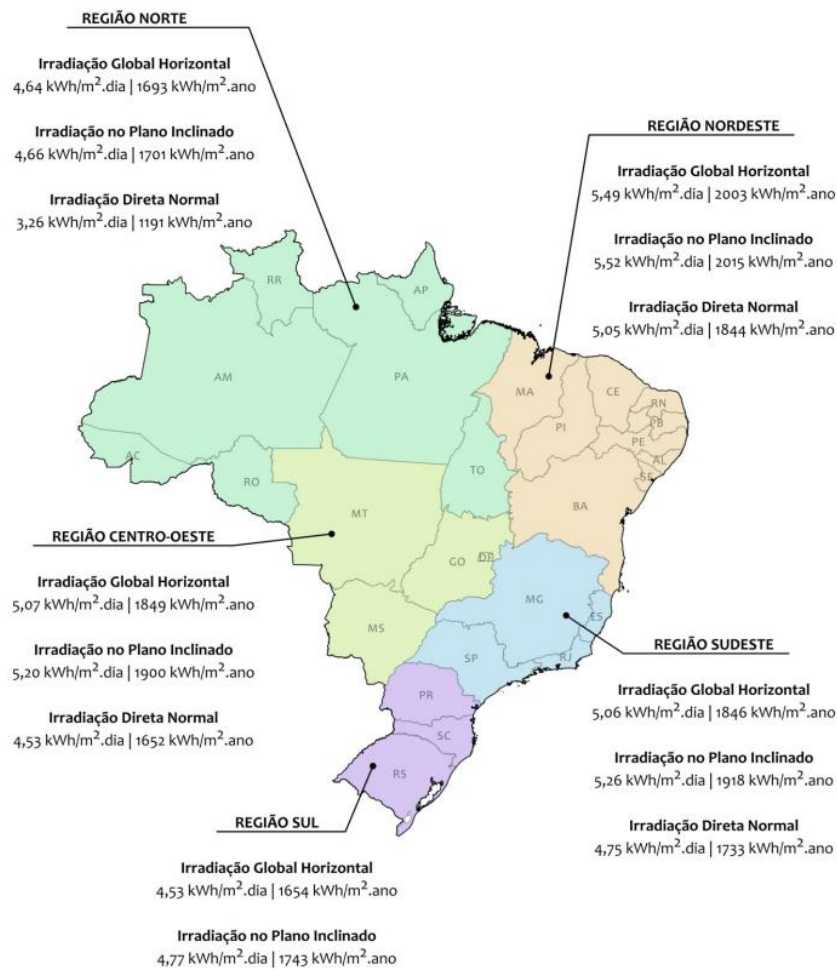 REGIÃO NORTE
Irradiação Global Horizontal
4,64 kWh/m².dia | 1693 kWh/m².ano
Irradiação no Plano Inclinado
4,66 kWh/m².dia | 1701 kWh/m².ano
Irradiação Direta Normal
3,26 kWh/m².dia | 1191 kWh/m².ano
REGIÃO NORDESTE
Irradiação Global Horizontal
5,49 kWh/m².dia | 2003 kWh/m².ano
Irradiação no Plano Inclinado
5,52 kWh/m².dia | 2015 kWh/m².ano
Irradiação Direta Normal
5,05 kWh/m².dia | 1844 kWh/m².ano
RR
AP
AM
PA
MA
CE
RN
PB
PI
PE
AL
SE
AC
RO
TO
BA
MT
GO
DF
MG
ES
MS
SP
RJ
PR
SC
RS
REGIÃO CENTRO-OESTE
Irradiação Global Horizontal
5,07 kWh/m².dia | 1849 kWh/m².ano
Irradiação no Plano Inclinado
5,20 kWh/m².dia | 1900 kWh/m².ano
Irradiação Direta Normal
4,53 kWh/m².dia | 1652 kWh/m².ano
REGIÃO SUDESTE
Irradiação Global Horizontal
5,06 kWh/m².dia | 1846 kWh/m².ano
Irradiação no Plano Inclinado
5,26 kWh/m².dia | 1918 kWh/m².ano
Irradiação Direta Normal
4,75 kWh/m².dia | 1733 kWh/m².ano
REGIÃO SUL
Irradiação Global Horizontal
4,53 kWh/m².dia | 1654 kWh/m².ano
Irradiação no Plano Inclinado
4,77 kWh/m².dia | 1743 kWh/m².ano